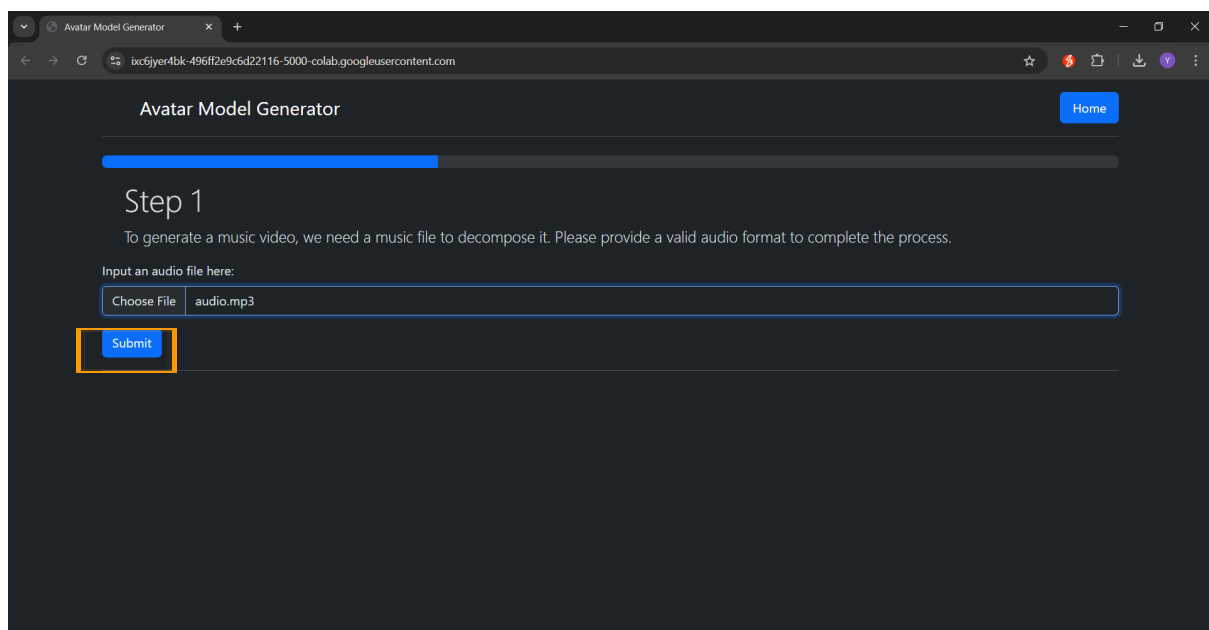 Avatar Model Generator
ixc6jyer4bk-496ff2e9c6d22116-5000-colab.googleusercontent.com
Y
Avatar Model Generator Home
Step 1
To generate a music video, we need a music file to decompose it. Please provide a valid audio format to complete the process.
Input an audio file here:
Choose File audio.mp3
Submit